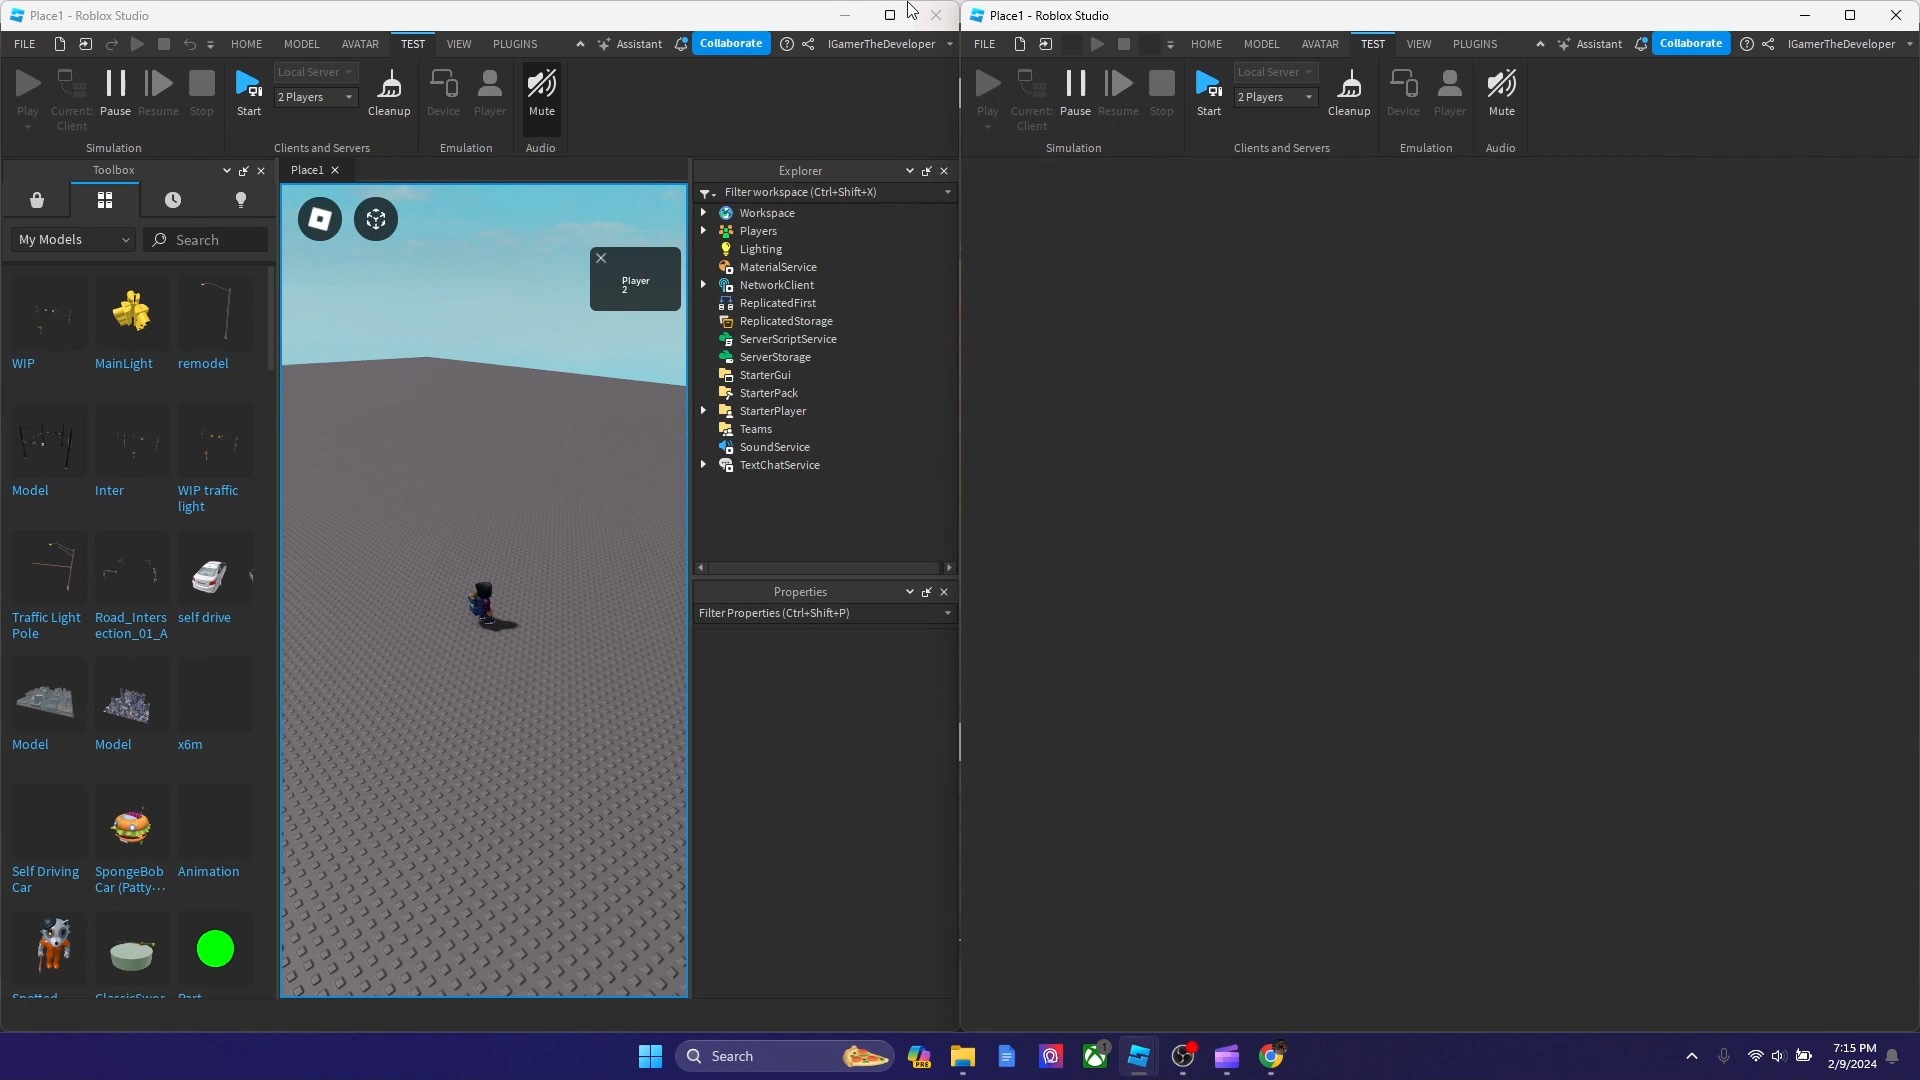 Place1 - Roblox Studio
FILE HOME MODEL AVATAR TEST VIEW PLUGINS Assistant Collaborate IGamerTheDeveloper
Play
Current:
Client
Pause
Resume
Stop
Start
Local Server
2 Players
Cleanup
Device
Player
Mute
Simulation
Clients and Servers
Emulation
Audio
Toolbox
My Models
Search
WIP
MainLight
remodel
Model
Inter
WIP traffic
light
Traffic Light
Pole
Road_Inters
ection_01_A
self drive
Model
Model
x6m
Self Driving
Car
SpongeBob
Car (Patty···
Animation
Place1
Player
2
Explorer
Filter workspace (Ctrl+Shift+X)
Workspace
Players
Lighting
MaterialService
NetworkClient
ReplicatedFirst
ReplicatedStorage
ServerScriptService
ServerStorage
StarterGui
StarterPack
StarterPlayer
Teams
SoundService
TextChatService
Properties
Filter Properties (Ctrl+Shift+P)
Place1 - Roblox Studio
FILE HOME MODEL AVATAR TEST VIEW PLUGINS Assistant Collaborate IGamerTheDeveloper
Play
Current:
Client
Pause
Resume
Stop
Start
Local Server
2 Players
Cleanup
Device
Player
Mute
Simulation
Clients and Servers
Emulation
Audio
Search
PRE
1
7:15 PM
2/9/2024